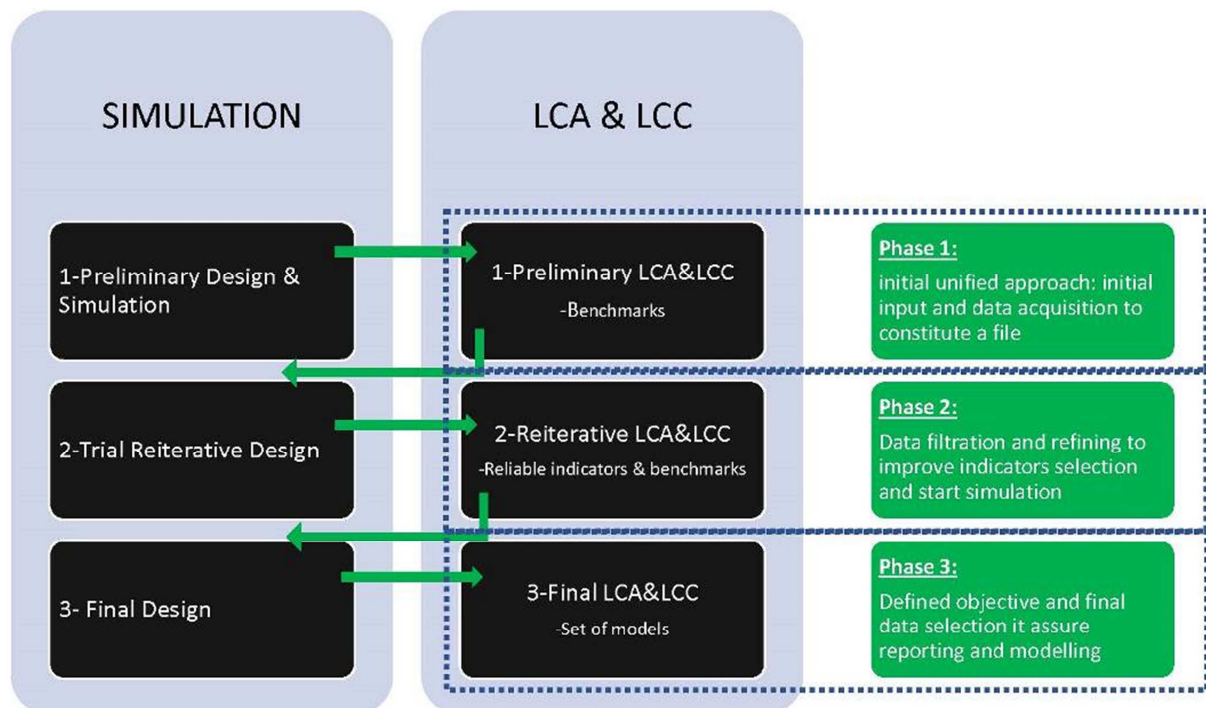 SIMULATION
LCA & LCC
1-Preliminary Design &
Simulation
1-Preliminary LCA&LCC
-Benchmarks
Phase 1:
initial unified approach: initial
input and data acquisition to
constitute a file
2-Trial Reiterative Design
2-Reiterative LCA&LCC
-Reliable indicators & benchmarks
Phase 2:
Data filtration and refining to
improve indicators selection
and start simulation
3- Final Design
3-Final LCA&LCC
-Set of models
Phase 3:
Defined objective and final
data selection it assure
reporting and modelling